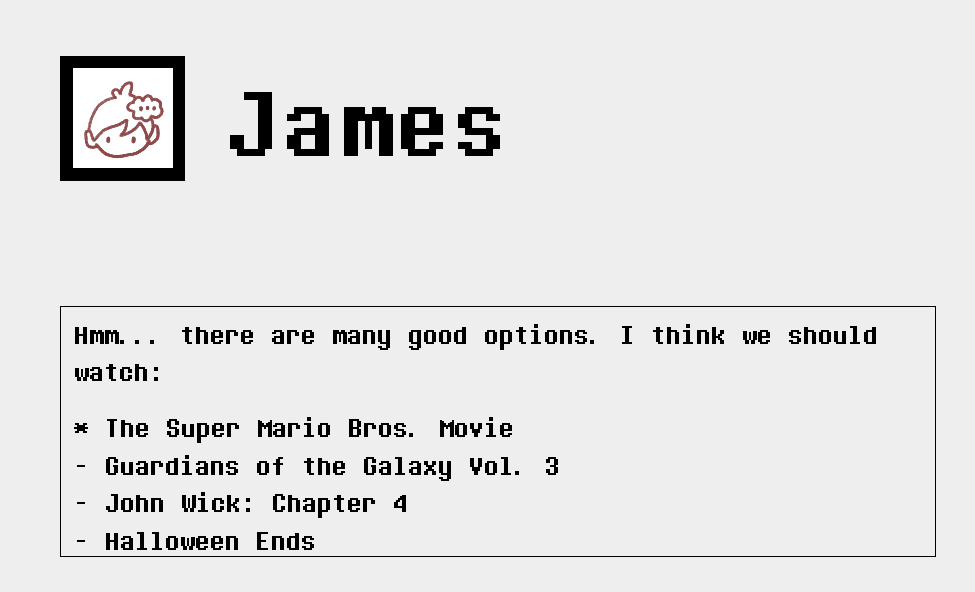 James
Hmm... there are many good options. I think we should
watch:
* The Super Mario Bros. Movie
- Guardians of the Galaxy Vol. 3
- John Wick: Chapter 4
- Halloween Ends